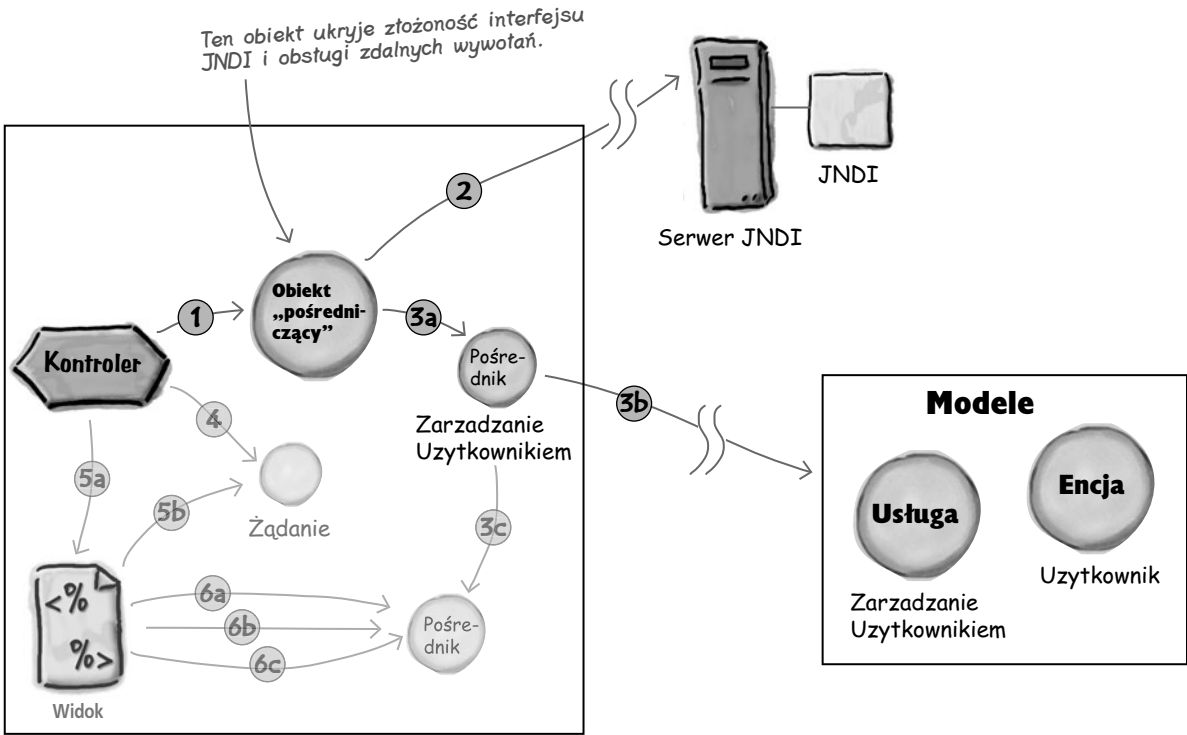 Ten obiekt ukryje złożoność interfejsu
JNDI i obsługi zdalnych wywołań.
JNDI
Serwer JNDI
2
Obiekt
„pośredni-
czący”
1
3a
Kontroler
Pośre-
dnik
3b
Zarzadzanie
Uzytkownikiem
4
5a
5b
Żądanie
3c
Modele
Usługa
Encja
Uzytkownik
Zarzadzanie
Uzytkownikiem
<%
%>
Widok
6a
6b
6c
Pośre-
dnik